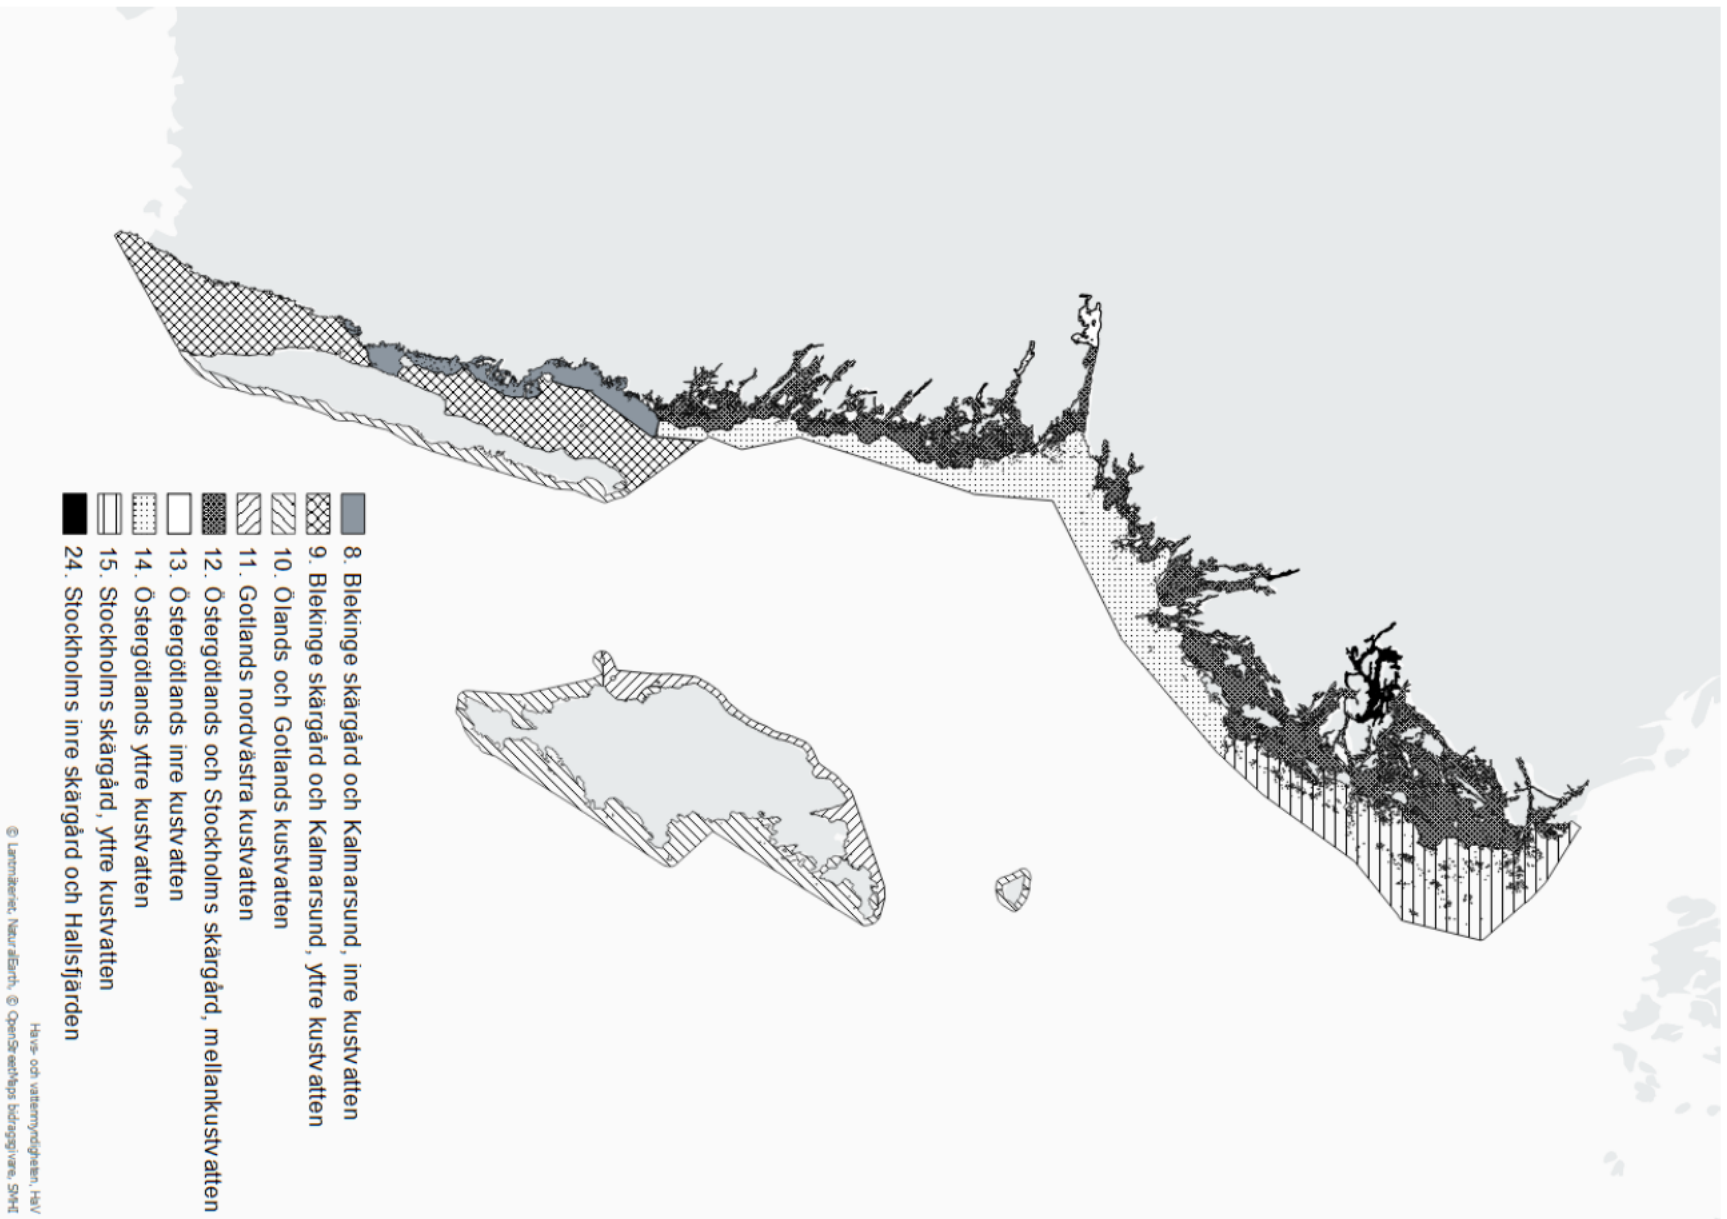 8. Blekinge skärgård och Kalmarsund, inre kustvatten
9. Blekinge skärgård och Kalmarsund, yttre kustvatten
10. Ölands och Gotlands kustvatten
11. Gotlands nordvästra kustvatten
12. Östergötlands och Stockholms skärgård, mellankustvatten
13. Östergötlands inre kustvatten
14. Östergötlands yttre kustvatten
15. Stockholms skärgård, yttre kustvatten
24. Stockholms inre skärgård och Hallsfjärden
Havs- och vattenmyndigheten, HaV
© Lantmäteriet, NaturalEarth, © OpenStreetMaps bidragsgivare, SMHI